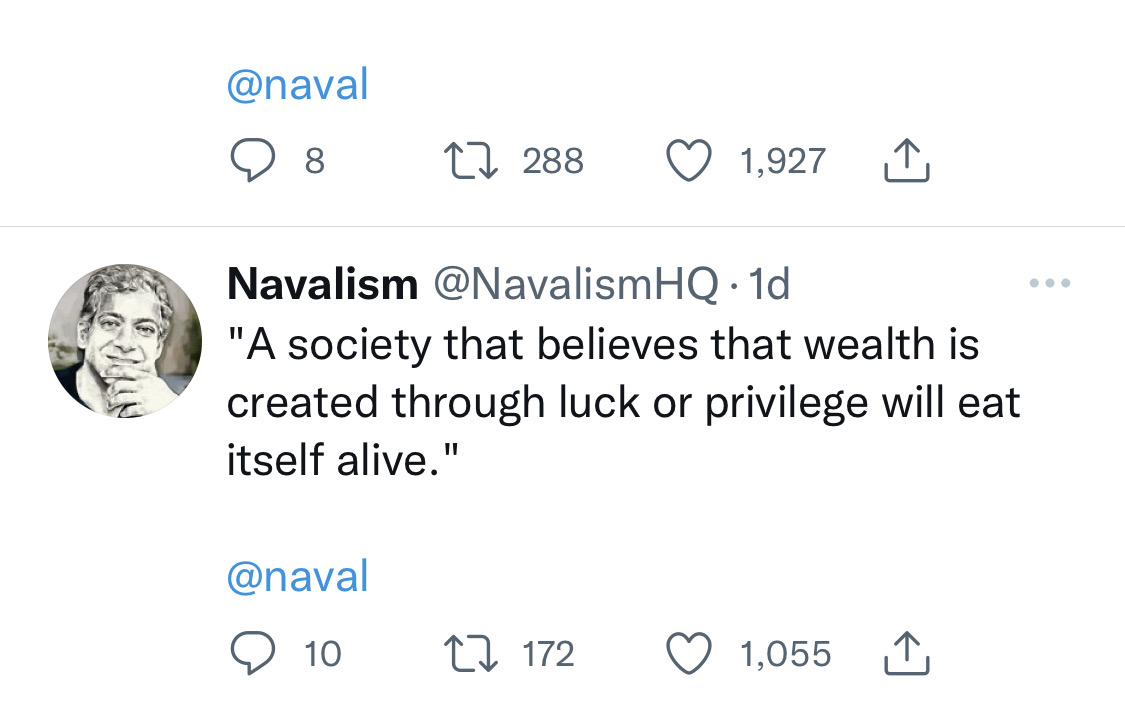 @naval
8 288 1,927
Navalism @NavalismHQ · 1d
"A society that believes that wealth is
created through luck or privilege will eat
itself alive."
@naval
10 172 1,055